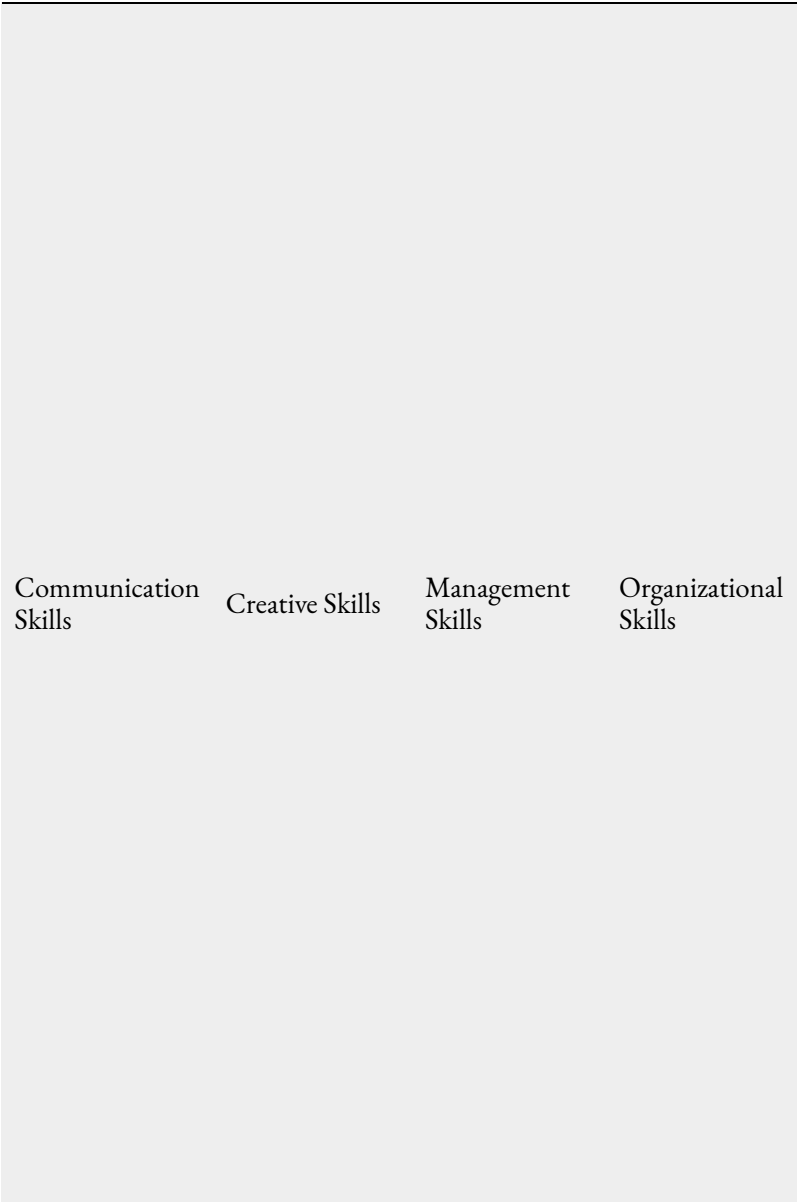 Communication
Skills
Creative Skills
Management
Skills
Organizational
Skills